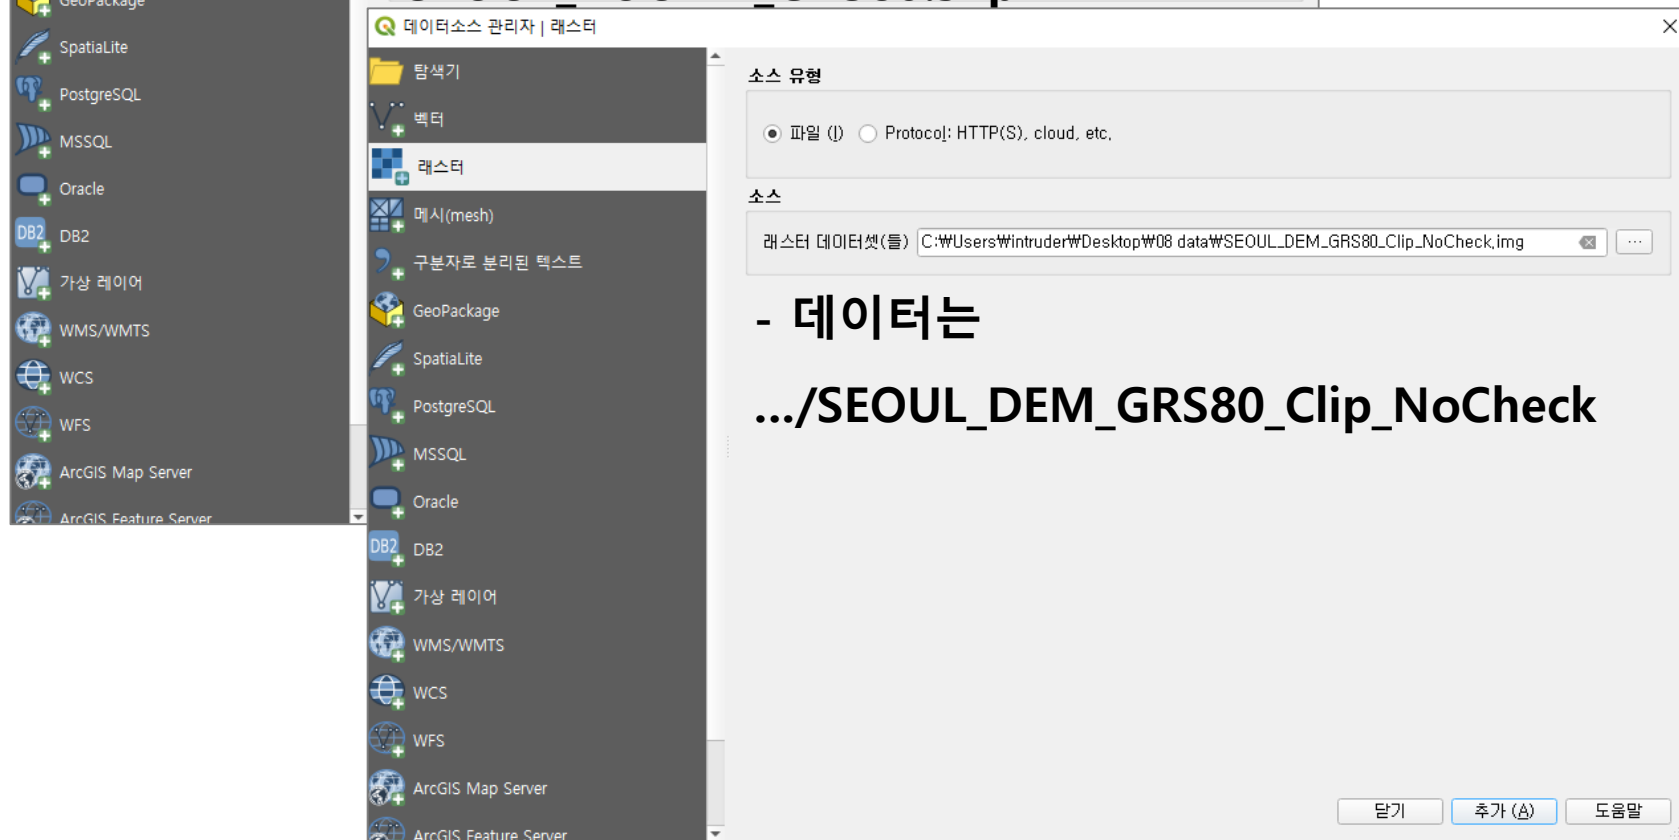 GeoPackage
SpatiaLite
PostgreSQL
MSSQL
Oracle
DB2
DB2
가상 레이어
WMS/WMTS
WCS
WFS
ArcGIS Map Server
ArcGIS Feature Server
데이터소스 관리자 | 래스터
탐색기
벡터
래스터
메시(mesh)
구분자로 분리된 텍스트
GeoPackage
SpatiaLite
PostgreSQL
MSSQL
Oracle
DB2
DB2
가상 레이어
WMS/WMTS
WCS
WFS
ArcGIS Map Server
ArcGIS Feature Server
소스 유형
파일 (I) Protocol: HTTP(S), cloud, etc.
소스
래스터 데이터셋(들) C:₩Users₩intruder₩Desktop₩08 data₩SEOUL_DEM_GRS80_Clip_NoCheck.img ...
- 데이터는
.../SEOUL_DEM_GRS80_Clip_NoCheck
닫기 추가 (A) 도움말